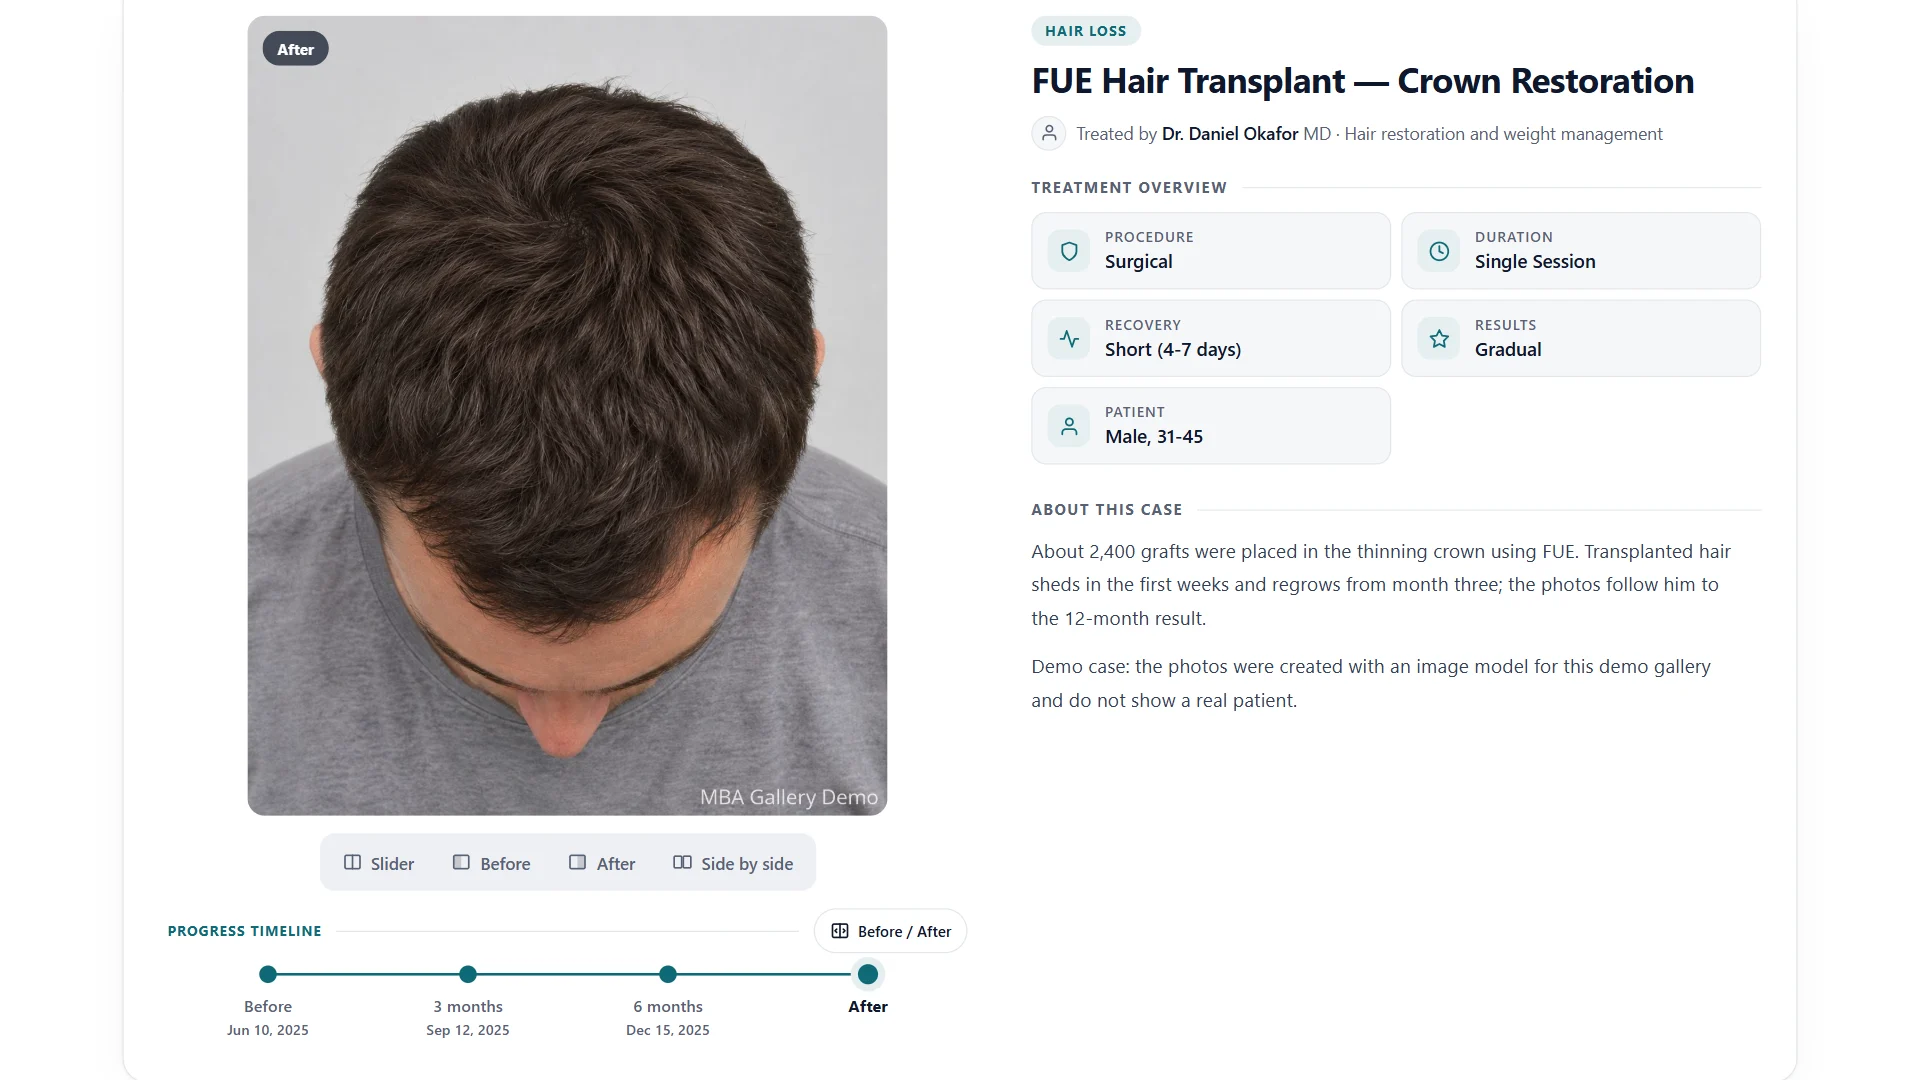 After
MBA Gallery Demo
Slider
Before
After
Side by side
PROGRESS TIMELINE
Before / After
Before
Jun 10, 2025
3 months
Sep 12, 2025
6 months
Dec 15, 2025
After
HAIR LOSS
FUE Hair Transplant — Crown Restoration
Treated by Dr. Daniel Okafor MD · Hair restoration and weight management
TREATMENT OVERVIEW
PROCEDURE
Surgical
DURATION
Single Session
RECOVERY
Short (4-7 days)
RESULTS
Gradual
PATIENT
Male, 31-45
ABOUT THIS CASE
About 2,400 grafts were placed in the thinning crown using FUE. Transplanted hair
sheds in the first weeks and regrows from month three; the photos follow him to
the 12-month result.
Demo case: the photos were created with an image model for this demo gallery
and do not show a real patient.